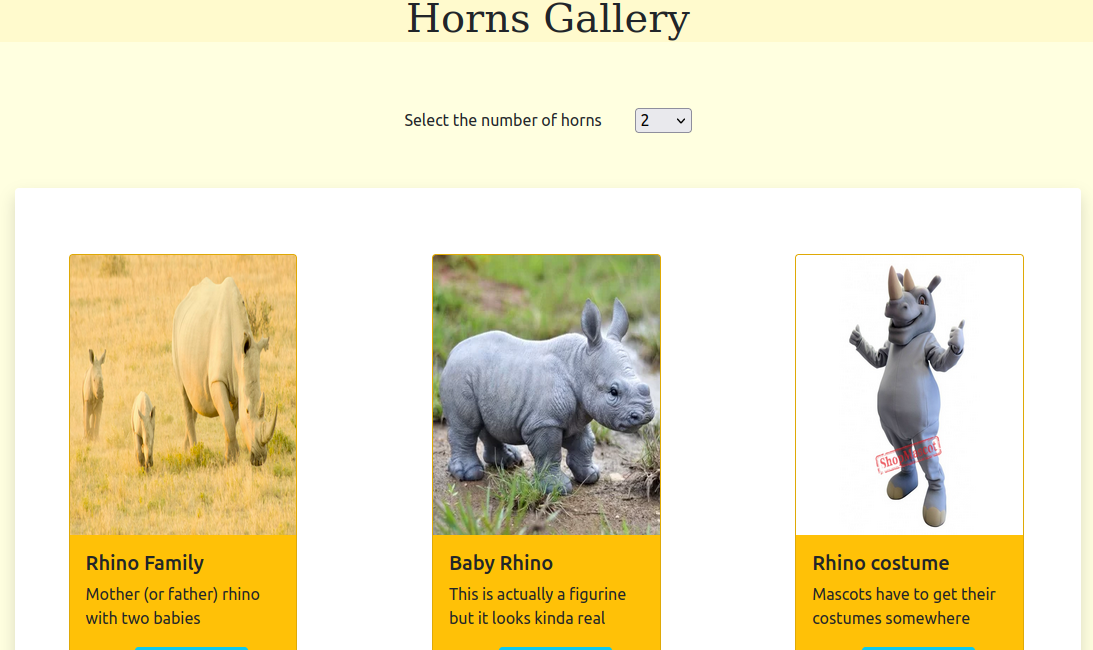 Horns Gallery
Select the number of horns
2
Rhino Family
Mother (or father) rhino
with two babies
Baby Rhino
This is actually a figurine
but it looks kinda real
Rhino costume
Mascots have to get their
costumes somewhere